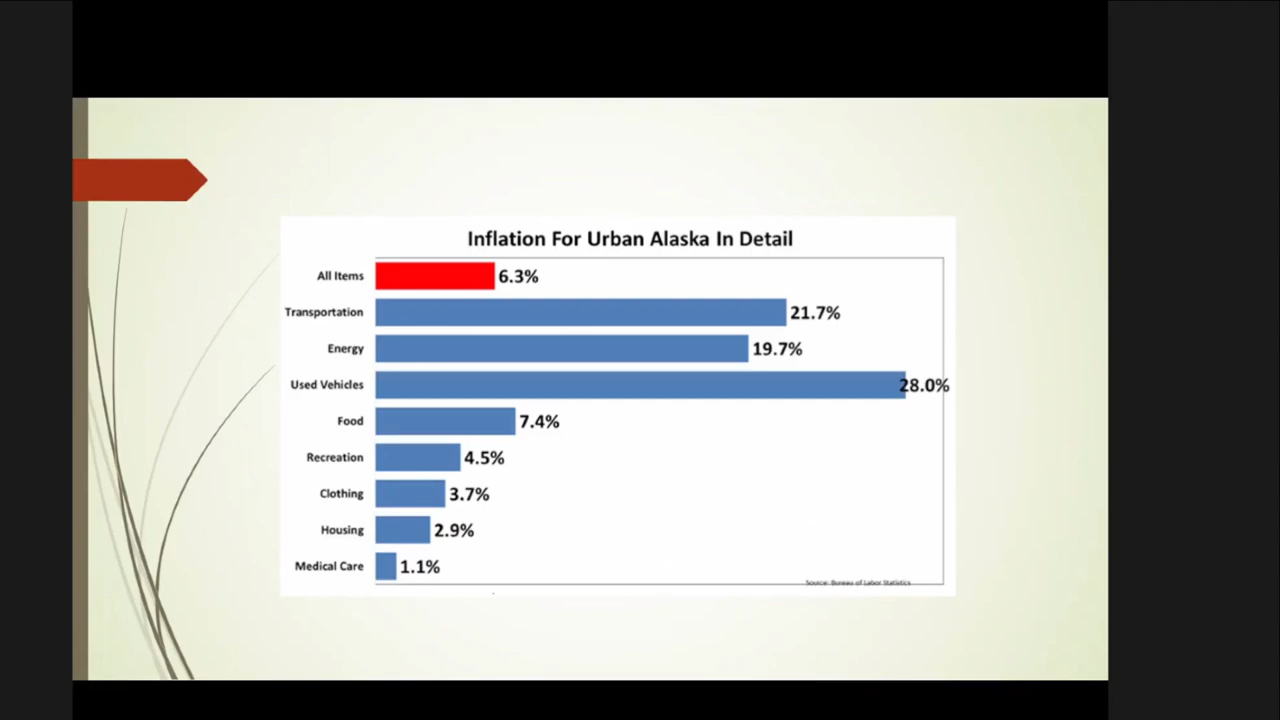 Inflation For Urban Alaska In Detail
All Items 6.3%
Transportation 21.7%
Energy 19.7%
Used Vehicles 28.0%
Food 7.4%
Recreation 4.5%
Clothing 3.7%
Housing 2.9%
Medical Care 1.1%
Source: Bureau of Labor Statistics